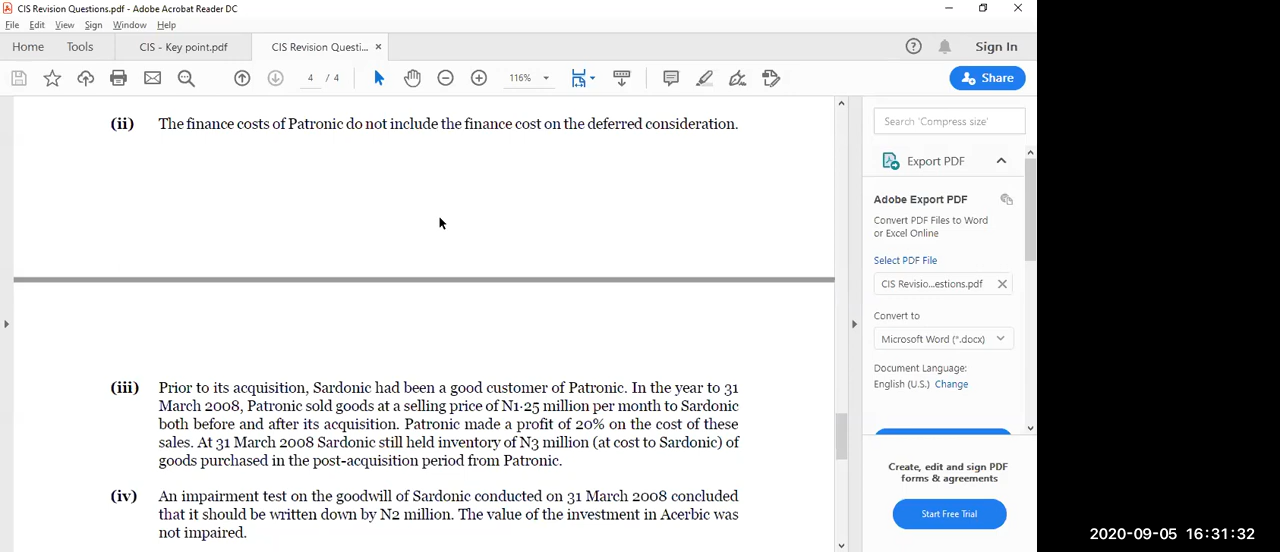 CIS Revision Questions.pdf - Adobe Acrobat Reader DC
File Edit View Sign Window Help
Home Tools CIS - Key point.pdf CIS Revision Questi... × Sign In
4 / 4 116% Share
(ii) The finance costs of Patronic do not include the finance cost on the deferred consideration.
(iii) Prior to its acquisition, Sardonic had been a good customer of Patronic. In the year to 31
March 2008, Patronic sold goods at a selling price of N1·25 million per month to Sardonic
both before and after its acquisition. Patronic made a profit of 20% on the cost of these
sales. At 31 March 2008 Sardonic still held inventory of N3 million (at cost to Sardonic) of
goods purchased in the post-acquisition period from Patronic.
(iv) An impairment test on the goodwill of Sardonic conducted on 31 March 2008 concluded
that it should be written down by N2 million. The value of the investment in Acerbic was
not impaired.
Search 'Compress size'
Export PDF
Adobe Export PDF
Convert PDF Files to Word
or Excel Online
Select PDF File
CIS Revisio...estions.pdf
Convert to
Microsoft Word (*.docx)
Document Language:
English (U.S.) Change
Create, edit and sign PDF
forms & agreements
Start Free Trial
2020-09-05 16:31:32